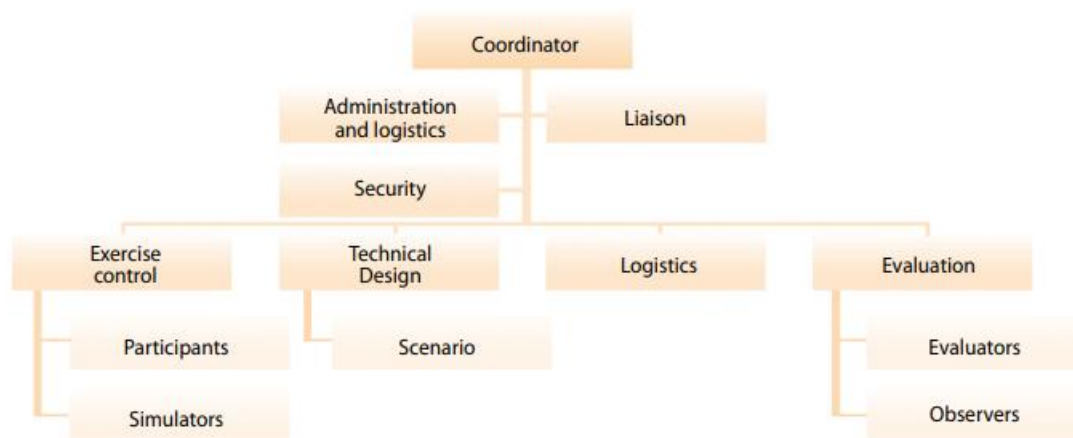 Coordinator
Administration
and logistics
Liaison
Security
Exercise
control
Technical
Design
Logistics
Evaluation
Participants
Scenario
Evaluators
Simulators
Observers